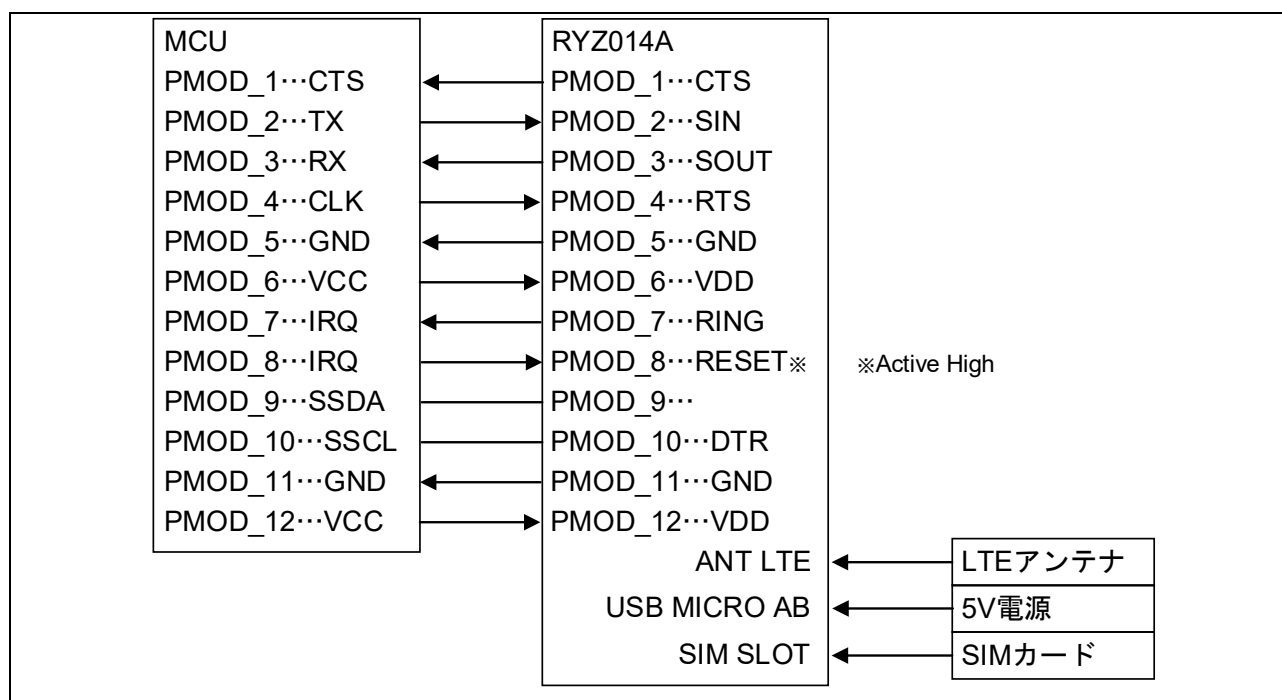 MCU
PMOD_1…CTS
PMOD_2…TX
PMOD_3…RX
PMOD_4…CLK
PMOD_5…GND
PMOD_6…VCC
PMOD_7…IRQ
PMOD_8…IRQ
PMOD_9…SSDA
PMOD_10…SSCL
PMOD_11…GND
PMOD_12…VCC
RYZ014A
PMOD_1…CTS
PMOD_2…SIN
PMOD_3…SOUT
PMOD_4…RTS
PMOD_5…GND
PMOD_6…VDD
PMOD_7…RING
PMOD_8…RESET※
PMOD_9…
PMOD_10…DTR
PMOD_11…GND
PMOD_12…VDD
ANT LTE
USB MICRO AB
SIM SLOT
※Active High
LTEアンテナ
5V電源
SIMカード